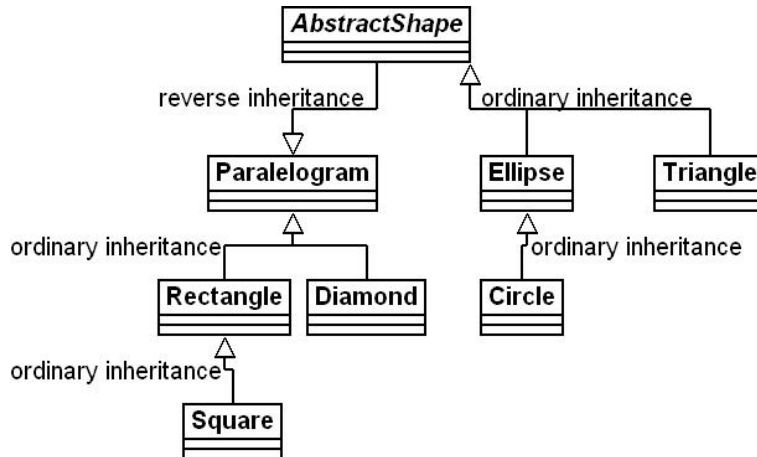 AbstractShape
reverse inheritance
ordinary inheritance
Paralelogram
Ellipse
Triangle
ordinary inheritance
ordinary inheritance
Rectangle
Diamond
Circle
ordinary inheritance
Square